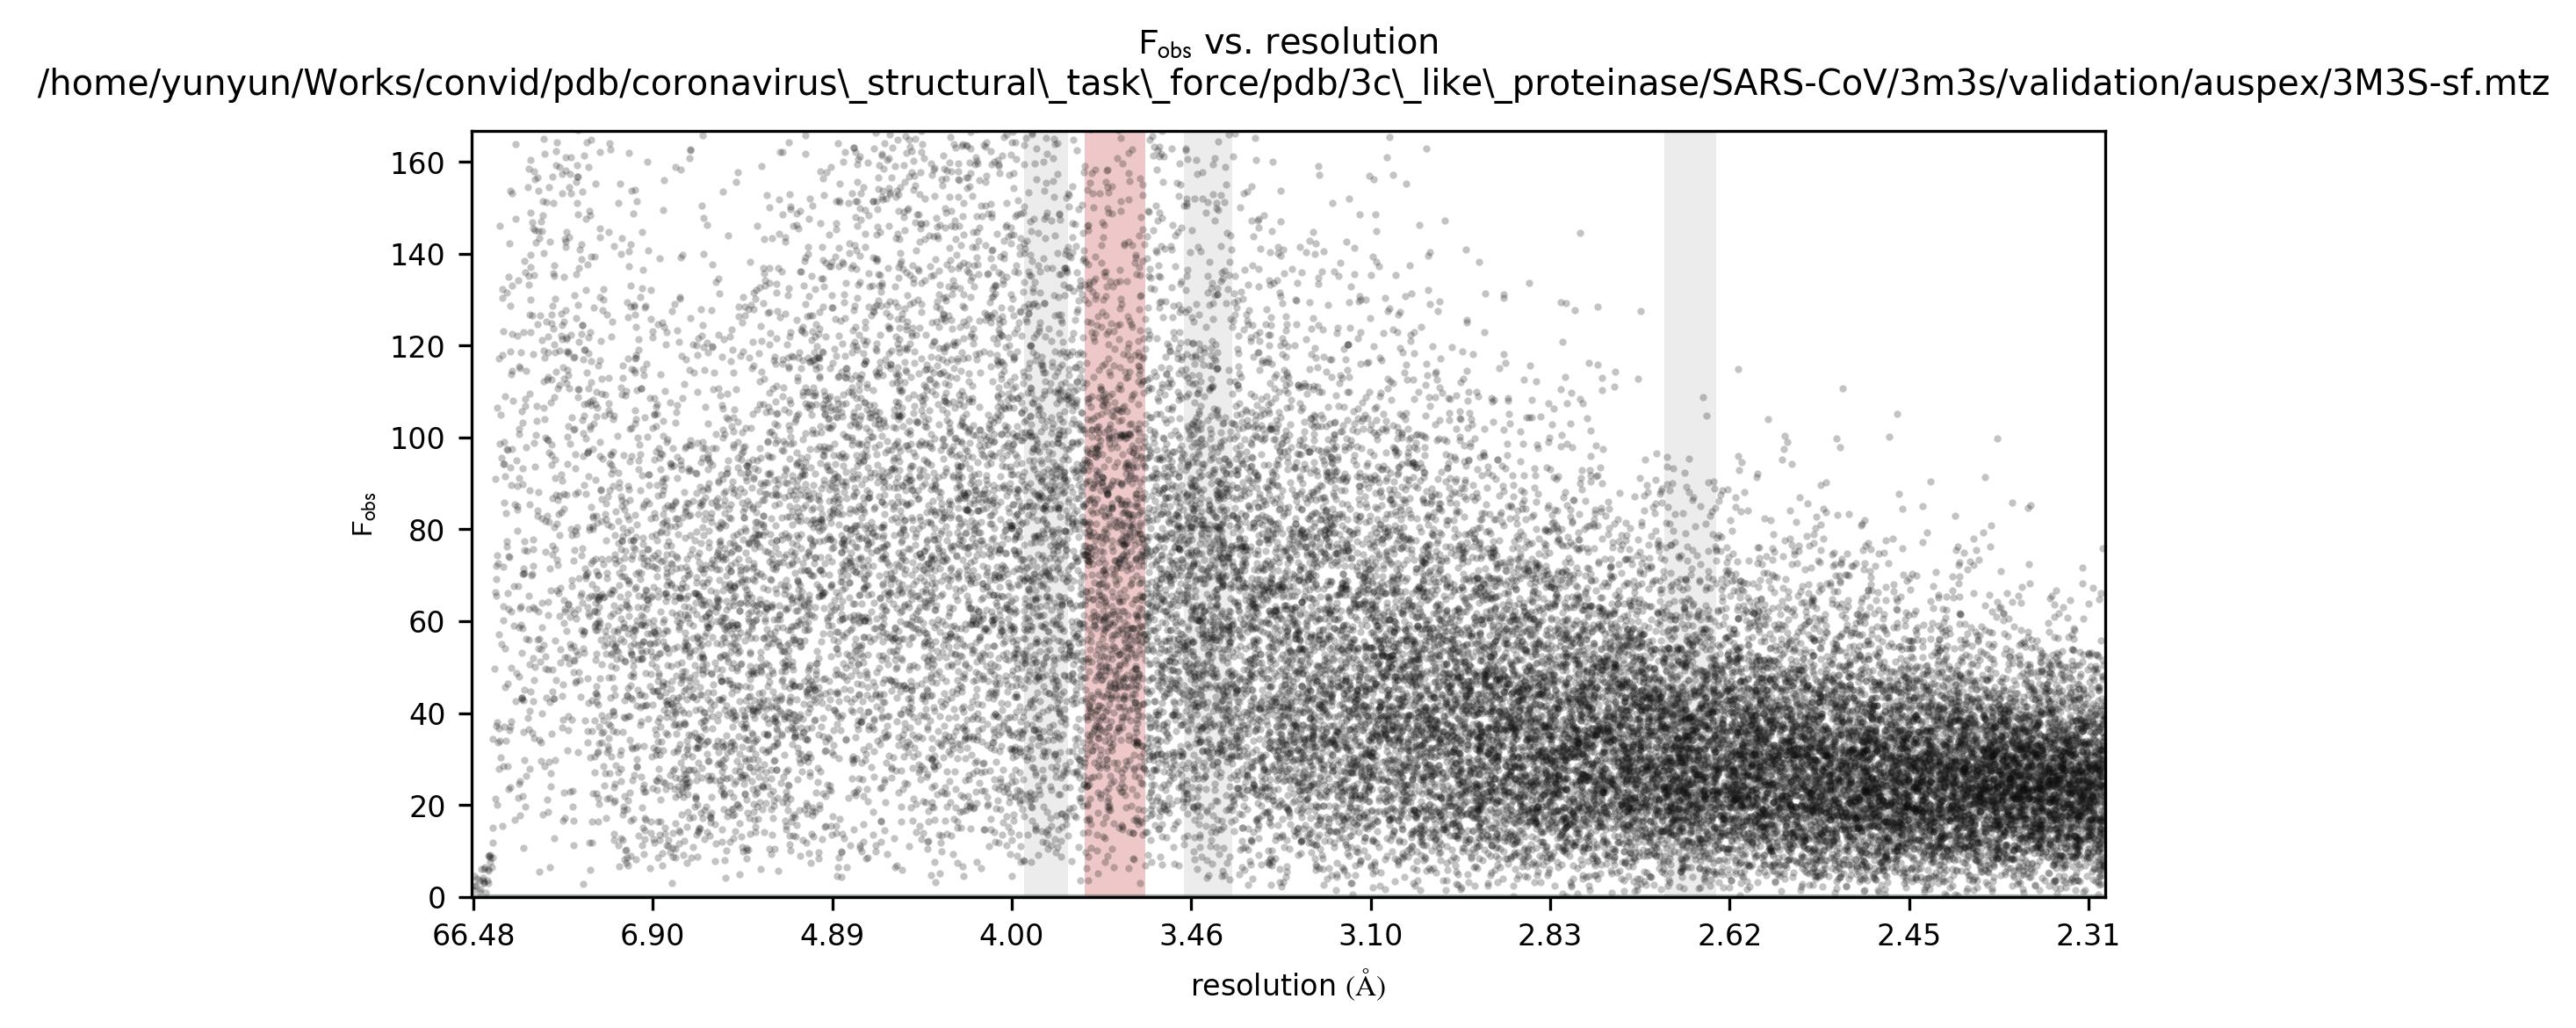 Fobs vs. resolution
/home/yunyun/Works/convid/pdb/coronavirus\_structural\_task\_force/pdb/3c\_like\_proteinase/SARS-CoV/3m3s/validation/auspex/3M3S-sf.mtz
160
140
120
100
80
60
40
20
0
Fobs
66.48 6.90 4.89 4.00 3.46 3.10 2.83 2.62 2.45 2.31
resolution (Å)